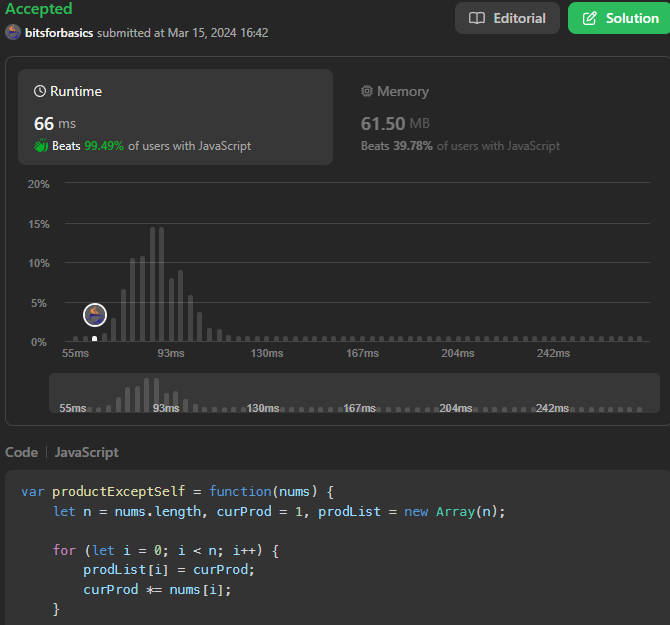 Accepted
Editorial
Solution
bitsforbasics submitted at Mar 15, 2024 16:42
Runtime
Memory
66 ms
61.50 MB
Beats 99.49% of users with JavaScript
Beats 39.78% of users with JavaScript
20%
15%
10%
5%
0%
55ms 93ms 130ms 167ms 204ms 242ms
55ms 93ms 130ms 167ms 204ms 242ms
Code | JavaScript
var productExceptSelf = function(nums) {
let n = nums.length, curProd = 1, prodList = new Array(n);
for (let i = 0; i < n; i++) {
prodList[i] = curProd;
curProd *= nums[i];
}